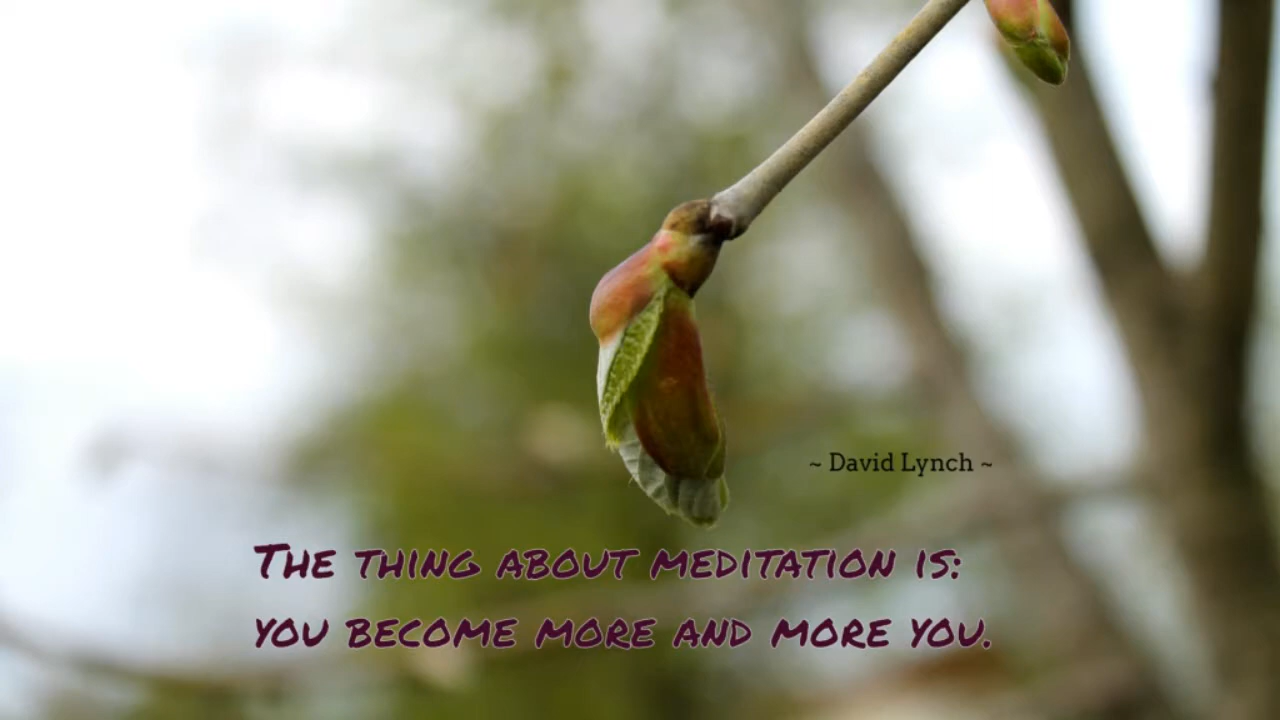 ~ David Lynch ~
The thing about meditation is:
you become more and more you.